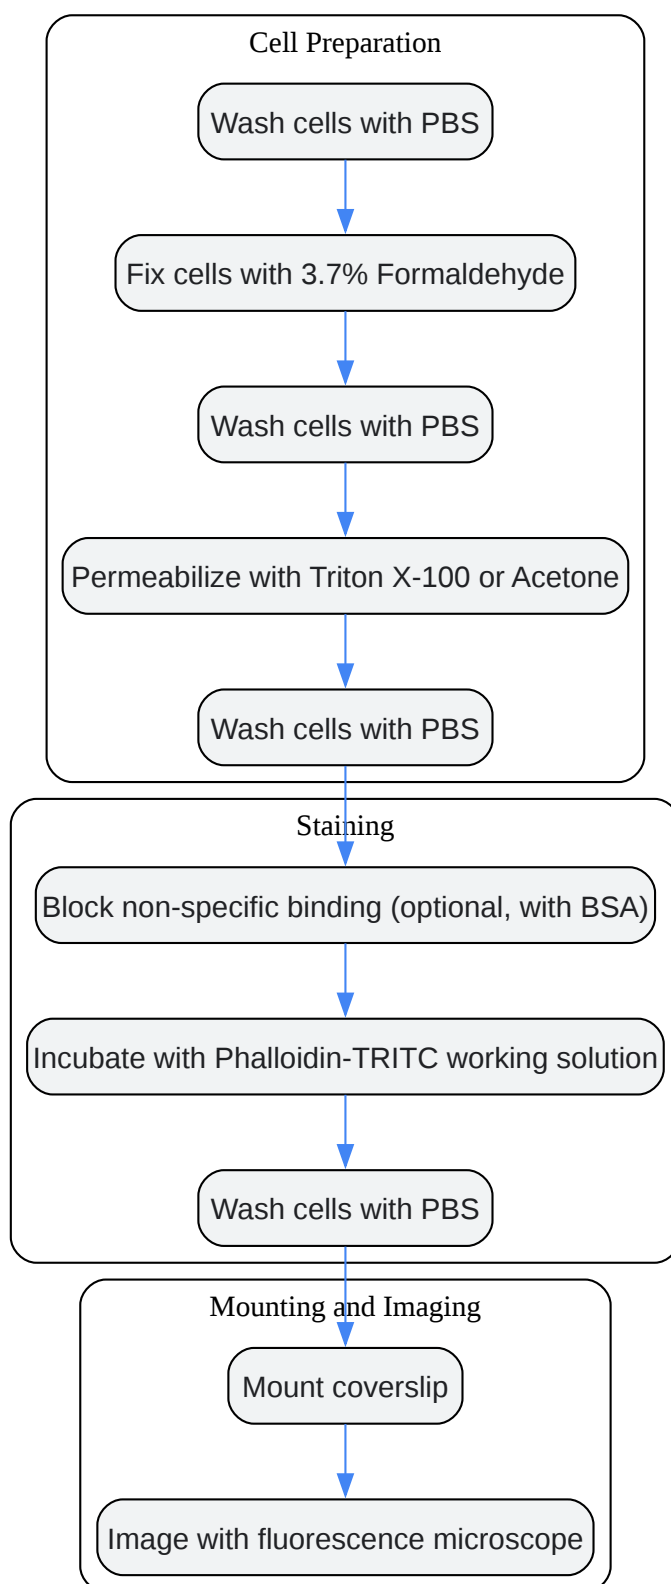 Cell Preparation
Wash cells with PBS
Fix cells with 3.7% Formaldehyde
Wash cells with PBS
Permeabilize with Triton X-100 or Acetone
Wash cells with PBS
Staining
Block non-specific binding (optional, with BSA)
Incubate with Phalloidin-TRITC working solution
Wash cells with PBS
Mounting and Imaging
Mount coverslip
Image with fluorescence microscope